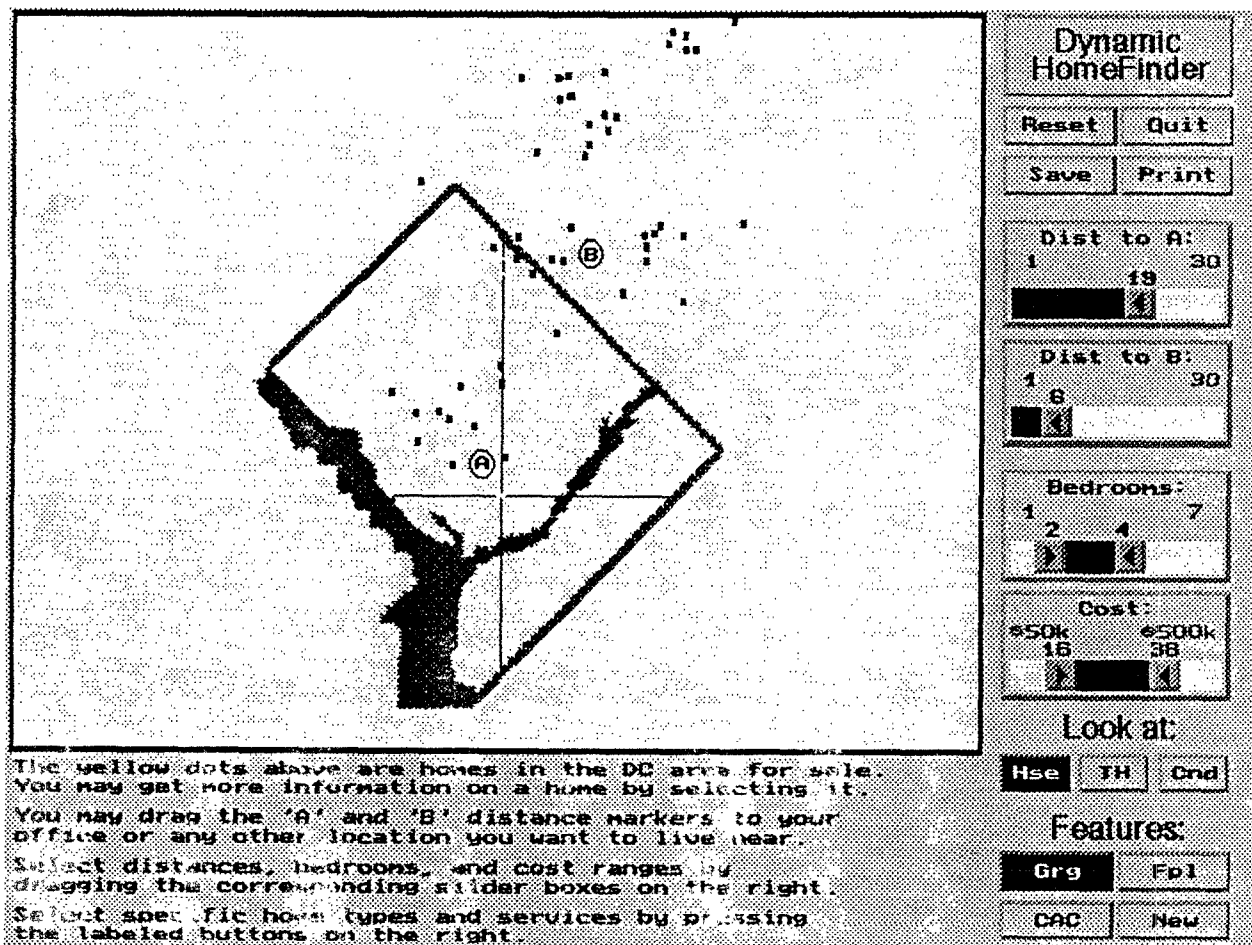 Dynamic
HomeFinder
Reset Quit
Save Print
Dist to A:
1 30
19
Dist to B:
1 30
8
Bedrooms:
1 7
2 4
Cost:
50k 500k
16 38
Look at:
Hse TH Cnd
Features:
Grg Fpl
CAC New
A
B
The yellow dots above are homes in the DC area for sale.
You may get more information on a home by selecting it.
You may drag the 'A' and 'B' distance markers to your
office or any other location you want to live near.
Select distances, bedrooms, and cost ranges by
dragging the corresponding slider boxes on the right.
Select specific home types and services by pressing
the labeled buttons on the right.